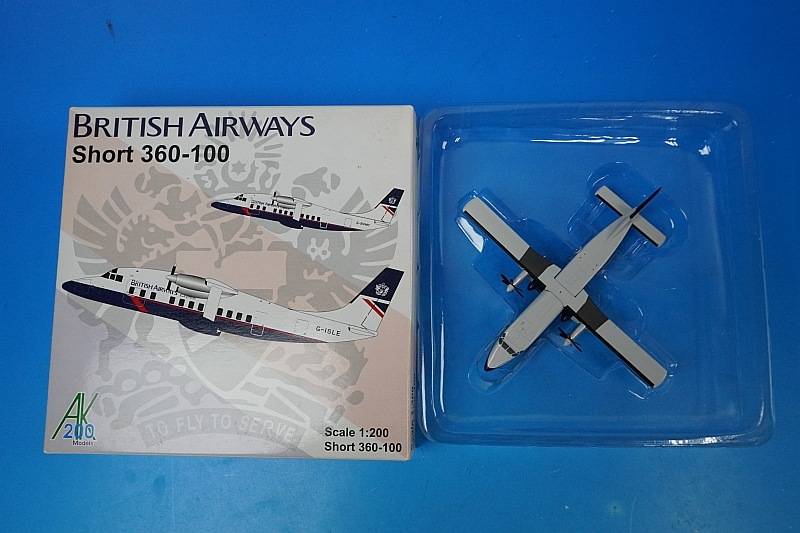 BRITISH AIRWAYS
Short 360-100
BRITISH AIRWAYS
G-ISLE
TO FLY TO SERVE
AK
200
Models
Scale 1:200
Short 360-100